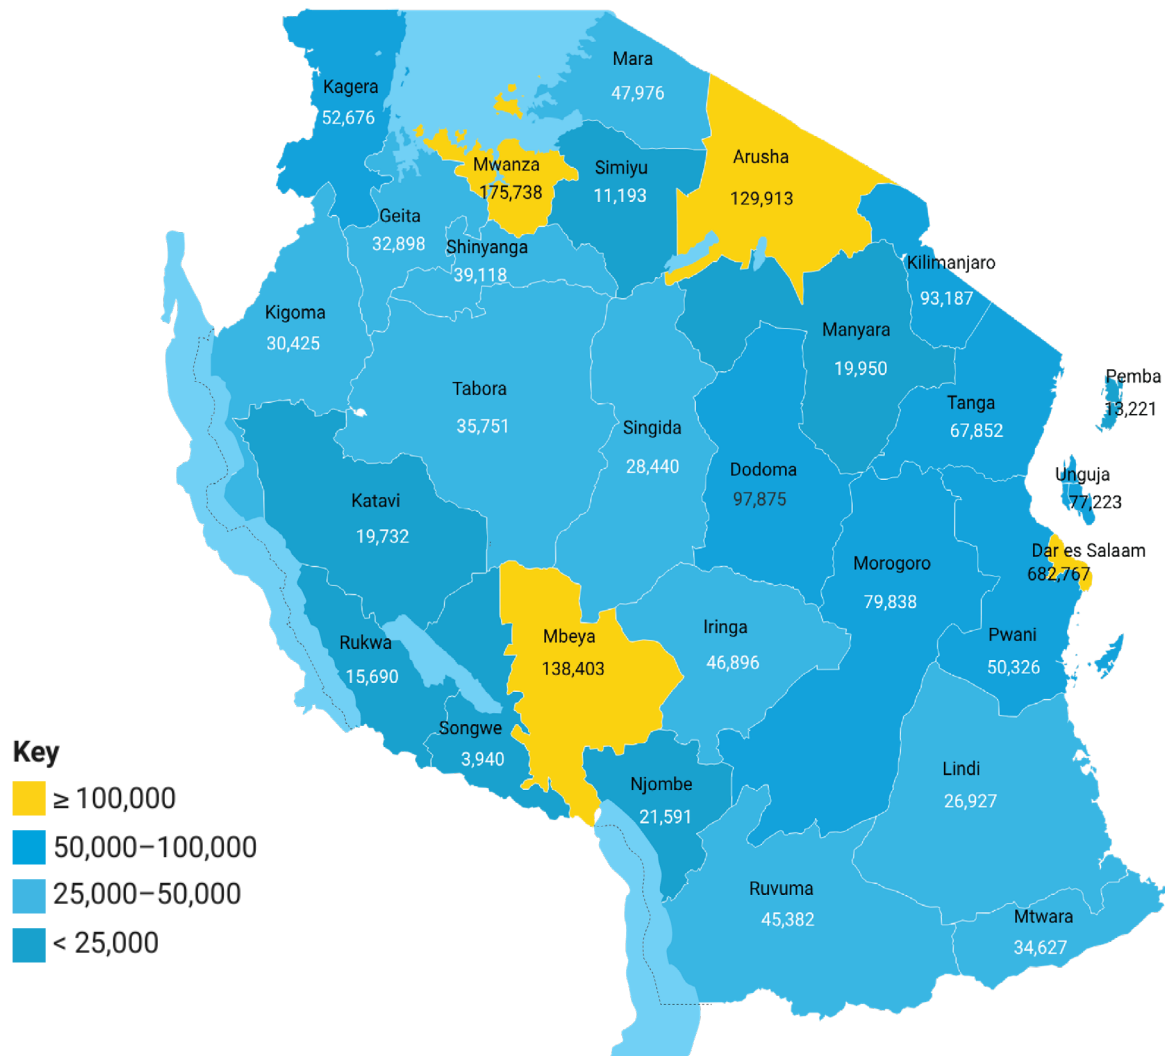 Mara
47,976
Kagera
52,676
Arusha
129,913
Mwanza
175,738
Simiyu
11,193
Geita
32,898
Shinyanga
39,118
Kilimanjaro
93,187
Kigoma
30,425
Manyara
19,950
Pemba
13,221
Tabora
35,751
Tanga
67,852
Singida
28,440
Dodoma
97,875
Unguja
77,223
Katavi
19,732
Dar es Salaam
682,767
Morogoro
79,838
Mbeya
138,403
Iringa
46,896
Pwani
50,326
Rukwa
15,690
Songwe
3,940
Njombe
21,591
Lindi
26,927
Ruvuma
45,382
Mtwara
34,627
Key
≥ 100,000
50,000–100,000
25,000–50,000
< 25,000